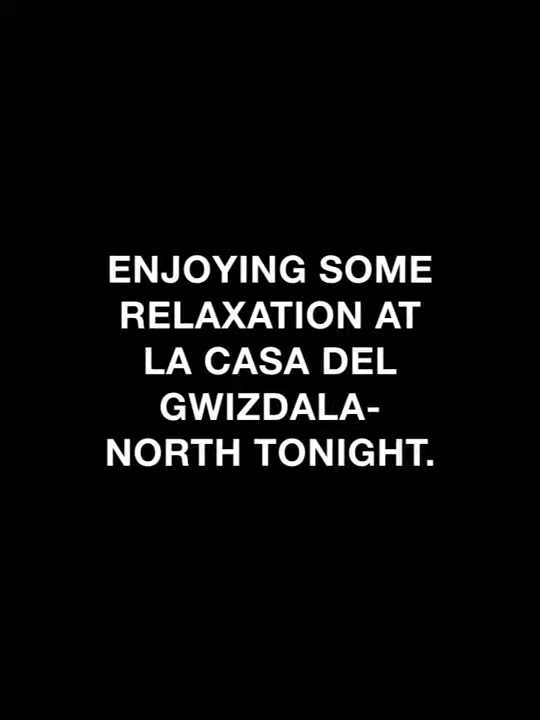 ENJOYING SOME
RELAXATION AT
LA CASA DEL
GWIZDALA-
NORTH TONIGHT.